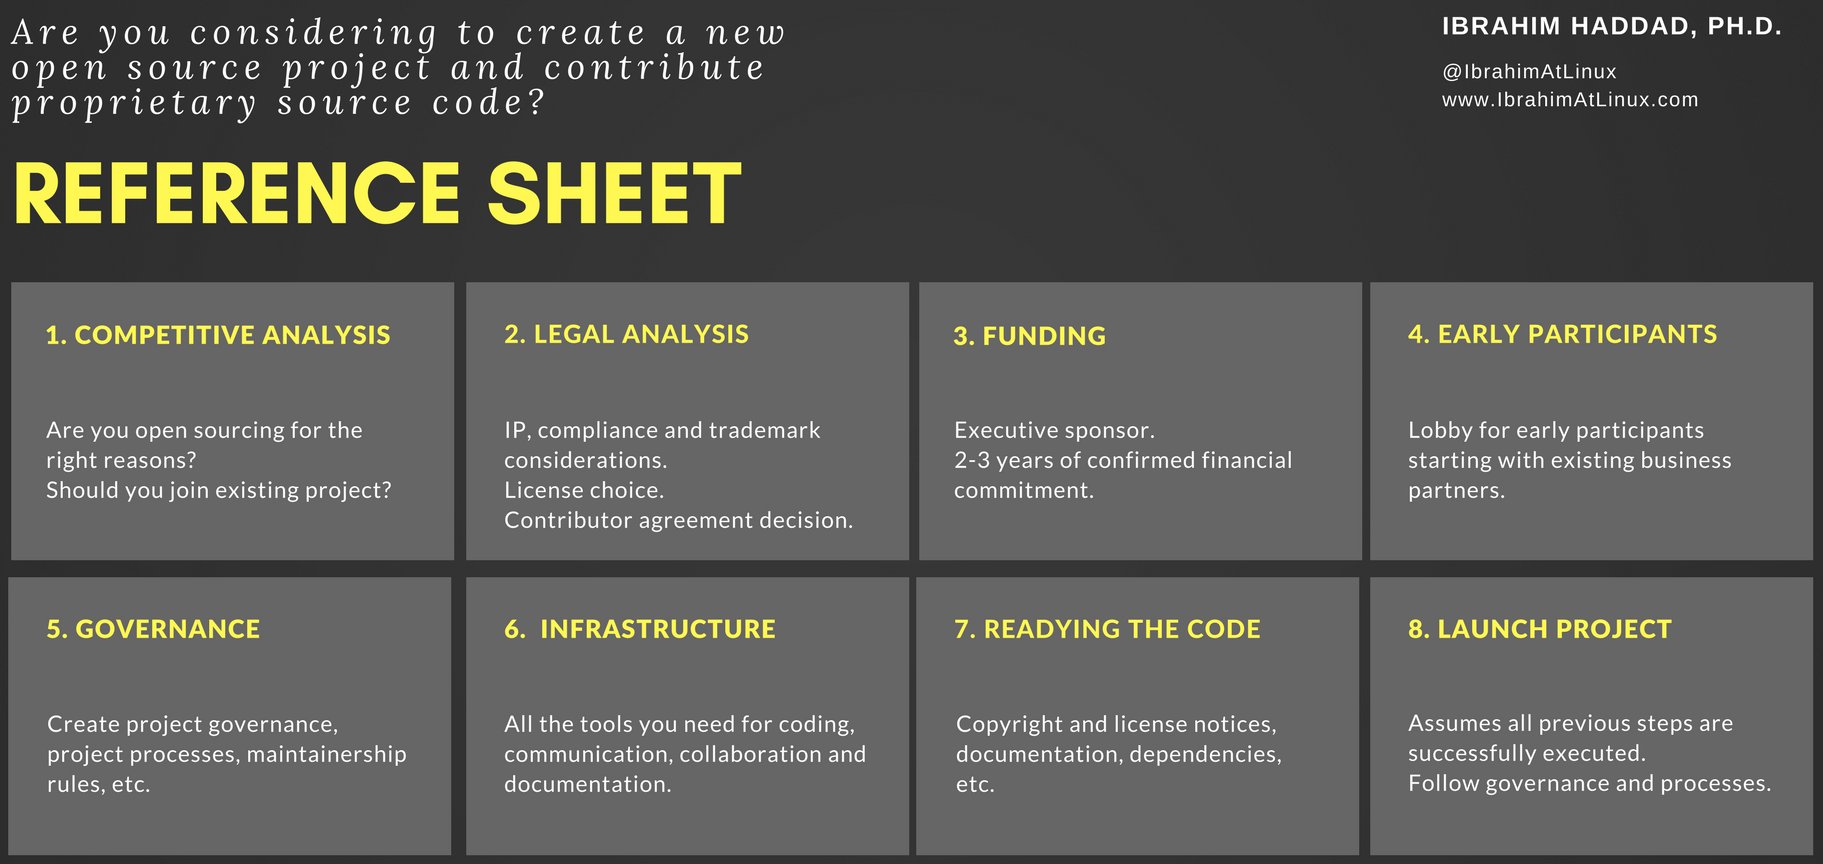 Are you considering to create a new
open source project and contribute
proprietary source code?
IBRAHIM HADDAD, PH.D.
@IbrahimAtLinux
www.IbrahimAtLinux.com
REFERENCE SHEET
1. COMPETITIVE ANALYSIS
Are you open sourcing for the
right reasons?
Should you join existing project?
2. LEGAL ANALYSIS
IP, compliance and trademark
considerations.
License choice.
Contributor agreement decision.
3. FUNDING
Executive sponsor.
2-3 years of confirmed financial
commitment.
4. EARLY PARTICIPANTS
Lobby for early participants
starting with existing business
partners.
5. GOVERNANCE
Create project governance,
project processes, maintainership
rules, etc.
6. INFRASTRUCTURE
All the tools you need for coding,
communication, collaboration and
documentation.
7. READYING THE CODE
Copyright and license notices,
documentation, dependencies,
etc.
8. LAUNCH PROJECT
Assumes all previous steps are
successfully executed.
Follow governance and processes.